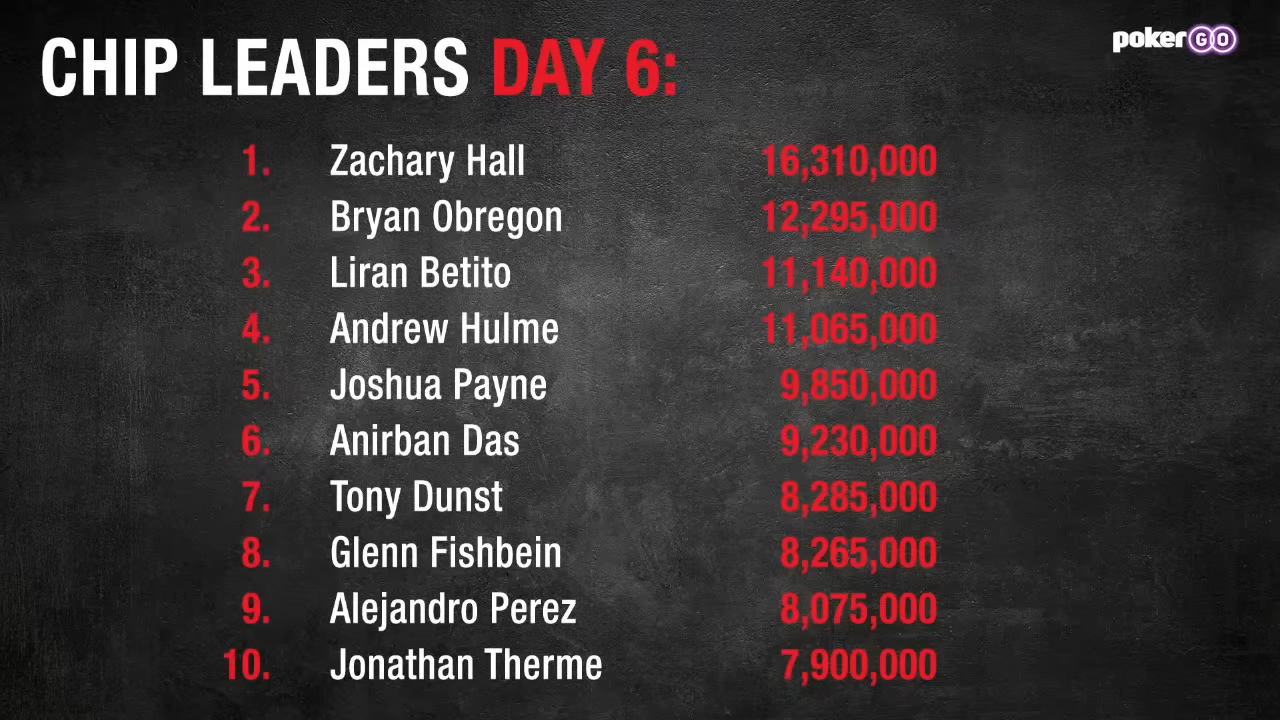 CHIP LEADERS DAY 6:
pokerGO
1. Zachary Hall 16,310,000
2. Bryan Obregon 12,295,000
3. Liran Betito 11,140,000
4. Andrew Hulme 11,065,000
5. Joshua Payne 9,850,000
6. Anirban Das 9,230,000
7. Tony Dunst 8,285,000
8. Glenn Fishbein 8,265,000
9. Alejandro Perez 8,075,000
10. Jonathan Therme 7,900,000